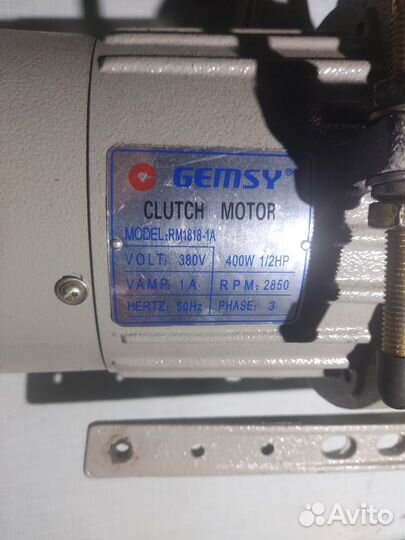 GEMSY®
CLUTCH MOTOR
MODEL:RM1818-1A
VOLT: 380V 400W 1/2HP
VAMP: 1A RPM: 2850
HERTZ: 50Hz PHASE: 3
Avito